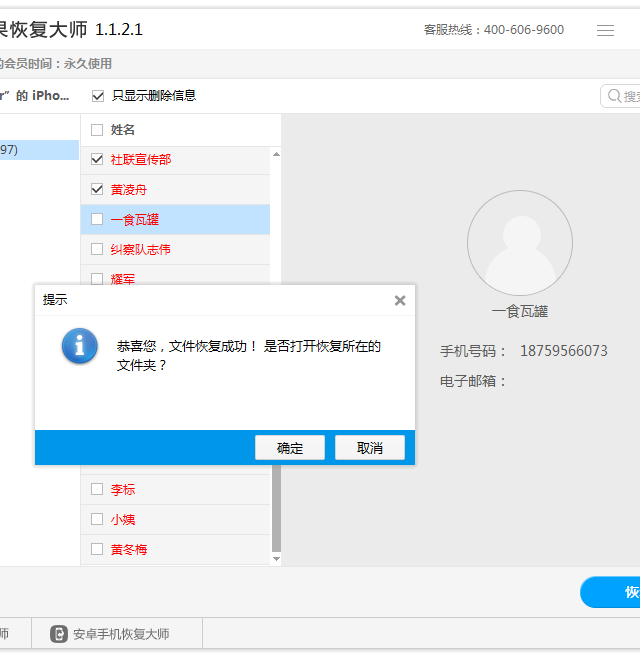 果恢复大师 1.1.2.1
客服热线：400-606-9600
的会员时间：永久使用
r”的 iPho...
只显示删除信息
搜索
97)
姓名
社联宣传部
黄凌舟
一食瓦罐
纠察队志伟
耀军
一食瓦罐
手机号码： 18759566073
电子邮箱：
提示
恭喜您，文件恢复成功！ 是否打开恢复所在的
文件夹？
确定
取消
李标
小姨
黄冬梅
恢
师
安卓手机恢复大师